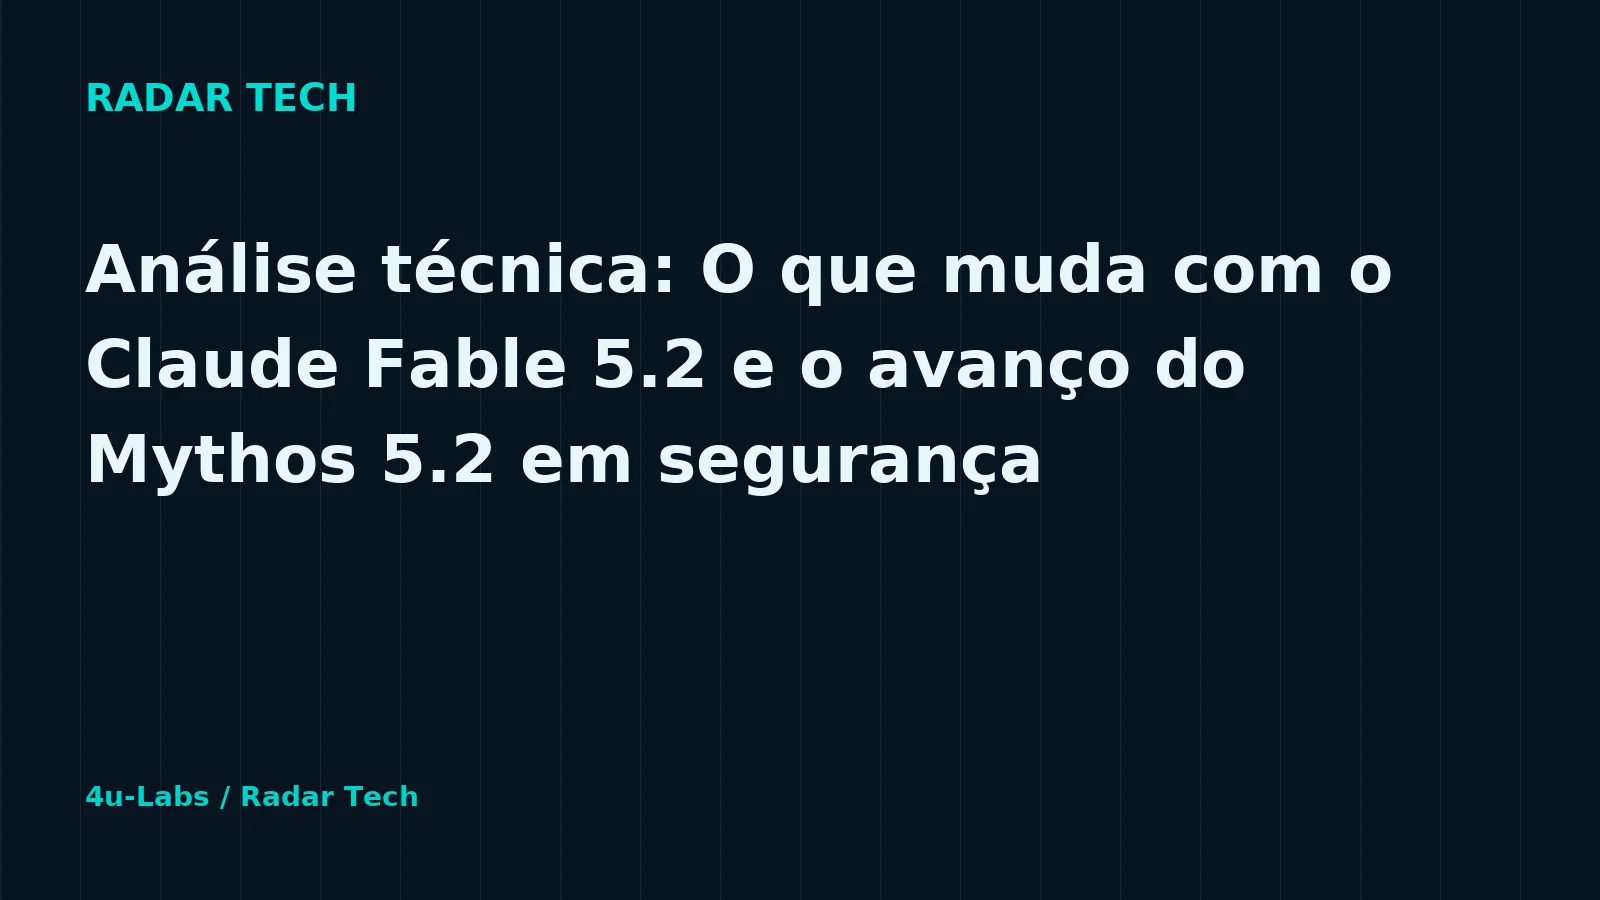 RADAR TECH
Análise técnica: O que muda com o
Claude Fable 5.2 e o avanço do
Mythos 5.2 em segurança
4u-Labs / Radar Tech